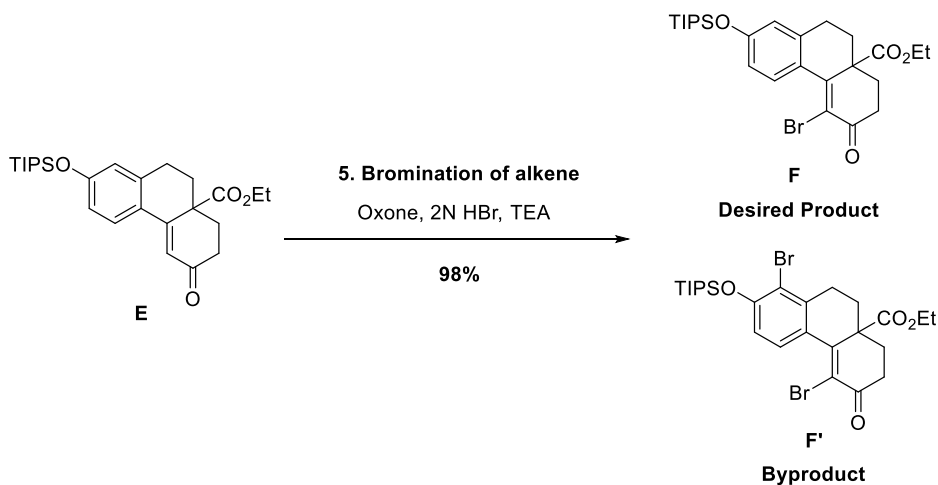 TIPSO
CO2Et
O
E
5. Bromination of alkene
Oxone, 2N HBr, TEA
98%
TIPSO
CO2Et
Br
O
F
Desired Product
Br
TIPSO
CO2Et
Br
O
F'
Byproduct